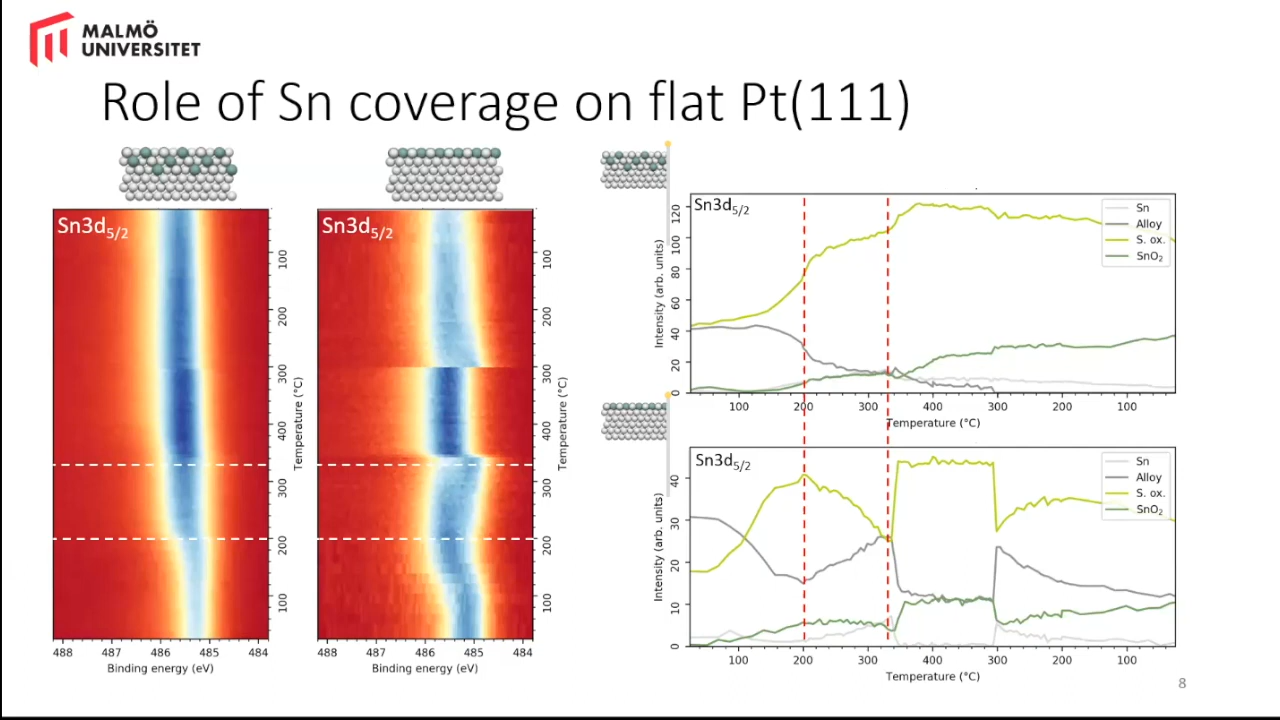 MALMÖ
UNIVERSITET
Role of Sn coverage on flat Pt(111)
Sn3d5/2
100
200
300
400
300
200
100
Temperature (°C)
488 487 486 485 484
Binding energy (eV)
Sn3d5/2
100
200
300
400
300
200
100
Temperature (°C)
488 487 486 485 484
Binding energy (eV)
Sn3d5/2
Sn
Alloy
S. ox.
SnO2
Intensity (arb. units)
120
100
80
60
40
20
0
100 200 300 400 300 200 100
Temperature (°C)
Sn3d5/2
Sn
Alloy
S. ox.
SnO2
Intensity (arb. units)
40
30
20
10
0
100 200 300 400 300 200 100
Temperature (°C)
8